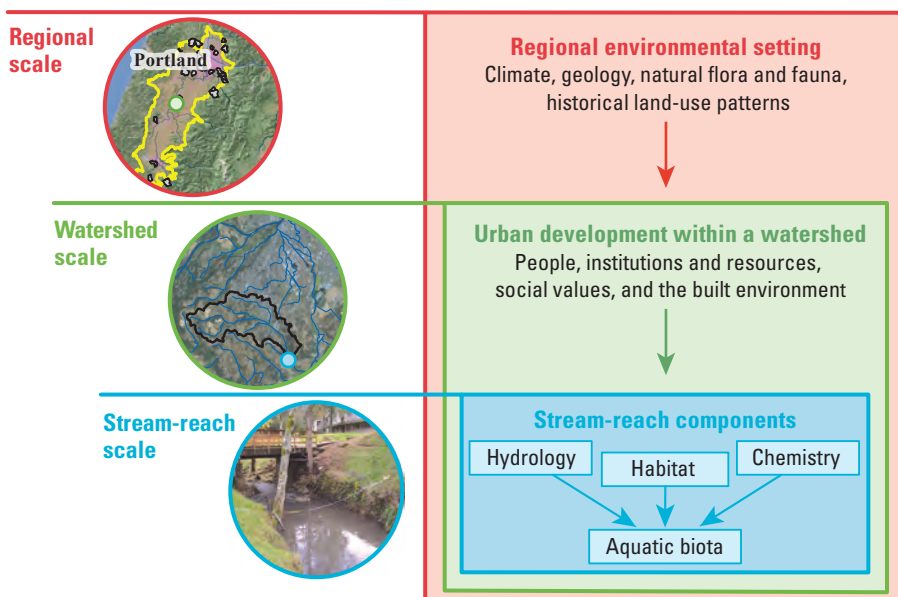 Regional
scale
Portland
Regional environmental setting
Climate, geology, natural flora and fauna,
historical land-use patterns
Watershed
scale
Urban development within a watershed
People, institutions and resources,
social values, and the built environment
Stream-reach
scale
Stream-reach components
Hydrology
Habitat
Chemistry
Aquatic biota